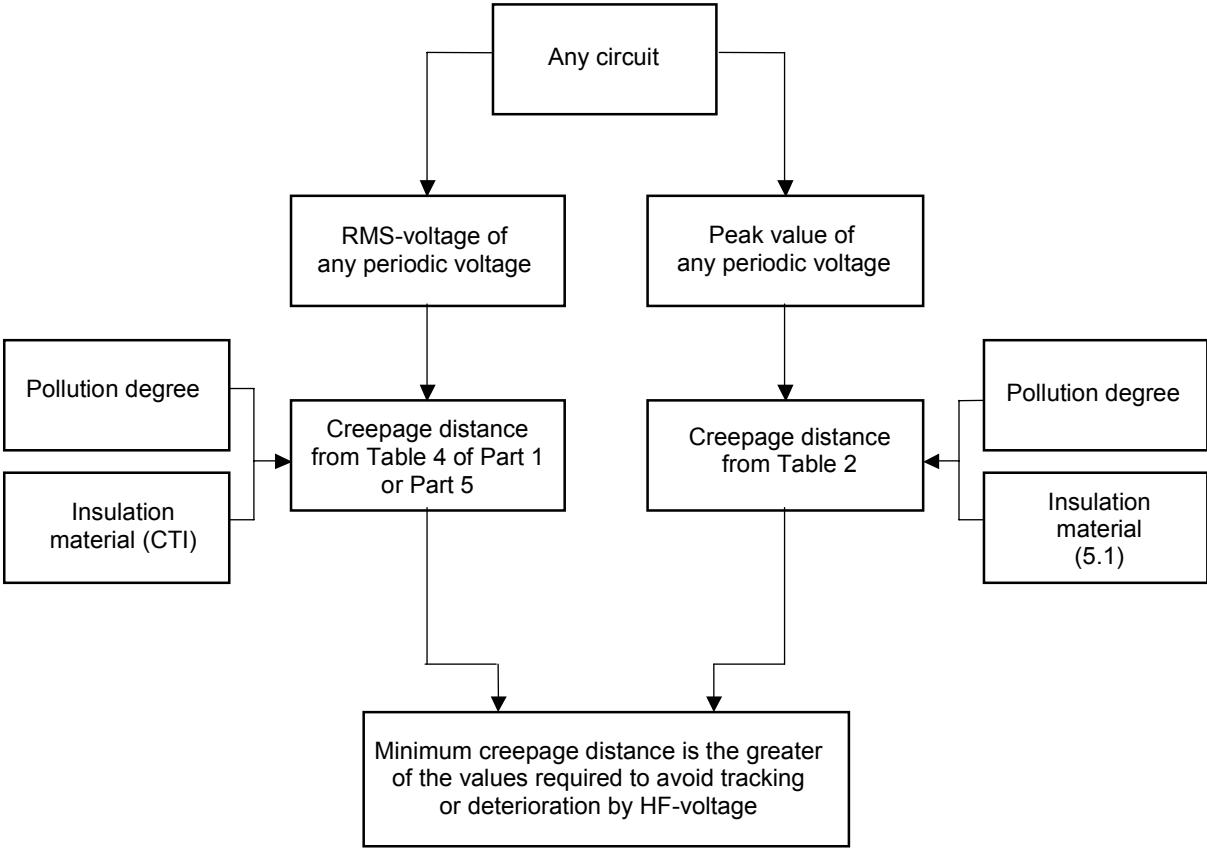 Any circuit
RMS-voltage of
any periodic voltage
Peak value of
any periodic voltage
Pollution degree
Insulation
material (CTI)
Creepage distance
from Table 4 of Part 1
or Part 5
Creepage distance
from Table 2
Pollution degree
Insulation
material
(5.1)
Minimum creepage distance is the greater
of the values required to avoid tracking
or deterioration by HF-voltage